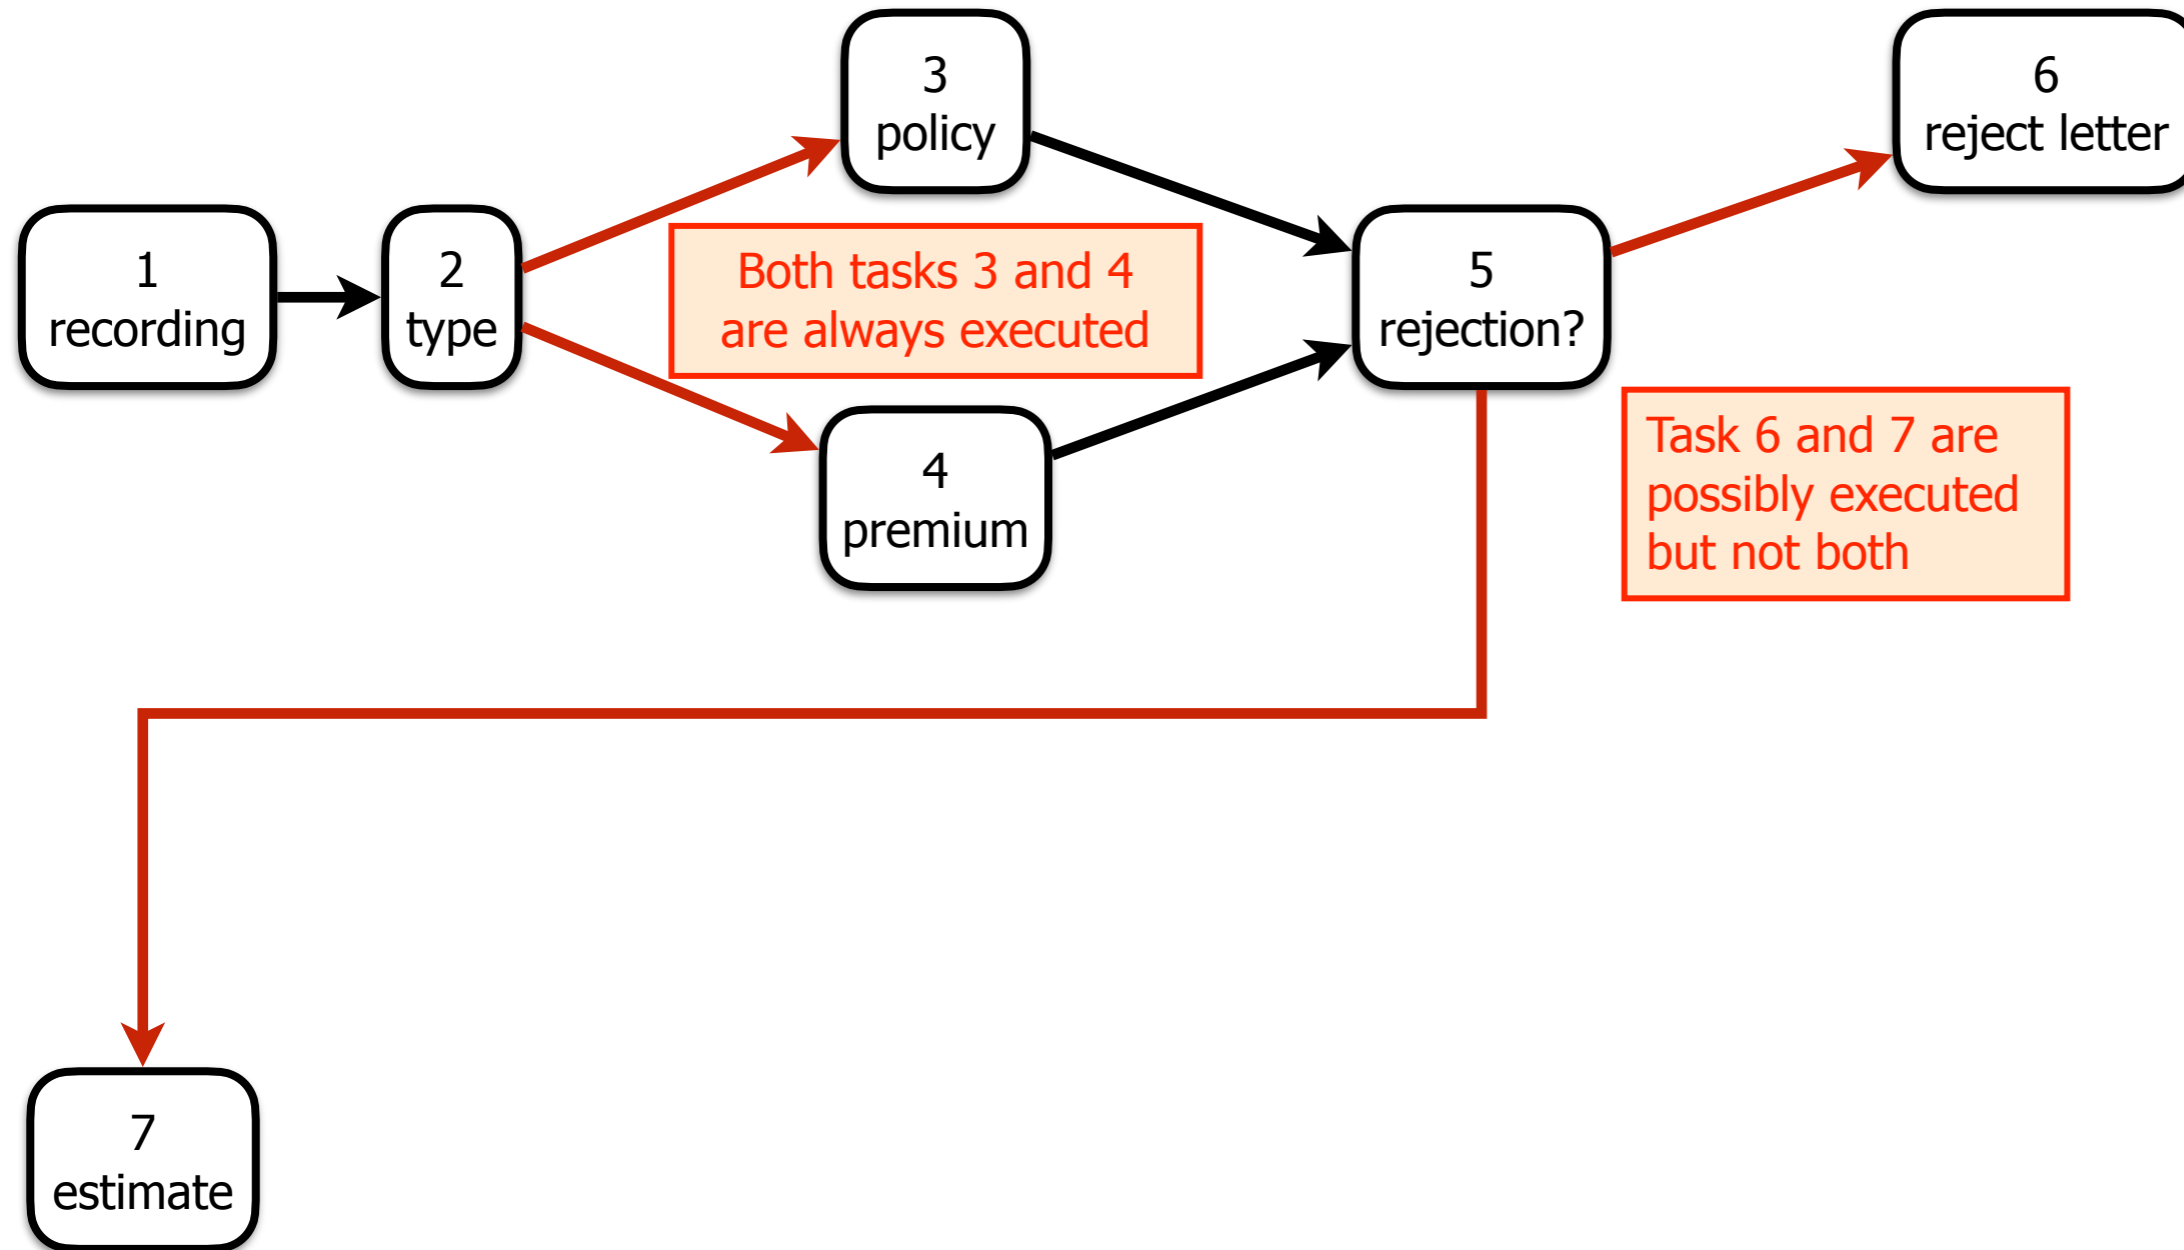 1
recording
2
type
3
policy
Both tasks 3 and 4
are always executed
4
premium
5
rejection?
6
reject letter
Task 6 and 7 are
possibly executed
but not both
7
estimate